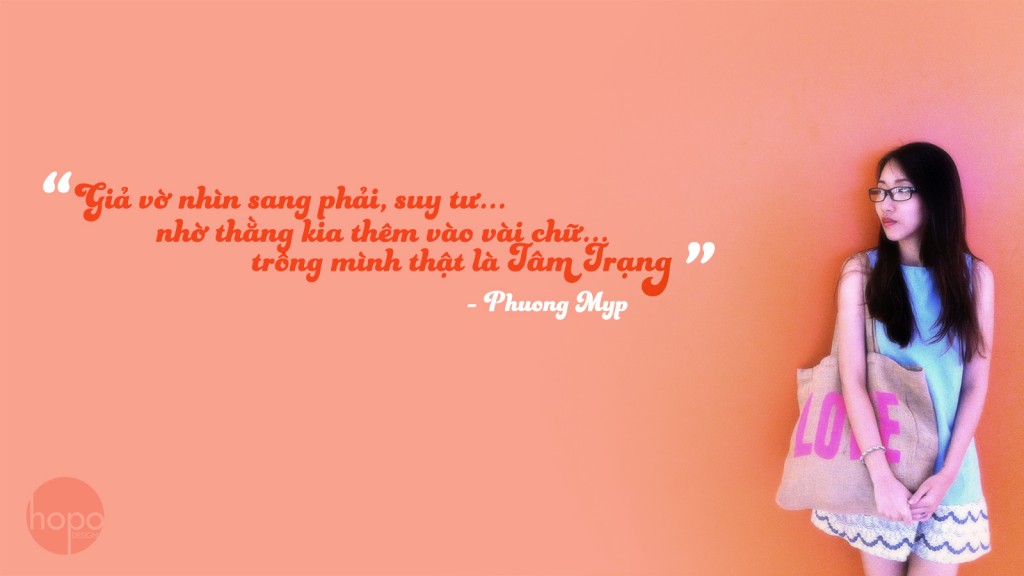 “Giả vờ nhìn sang phải, suy tư...
nhờ thằng kia thêm vào vài chữ...
trông mình thật là Tâm Trạng ”
- Phuong Myp
LOVE
hopo
DESIGN